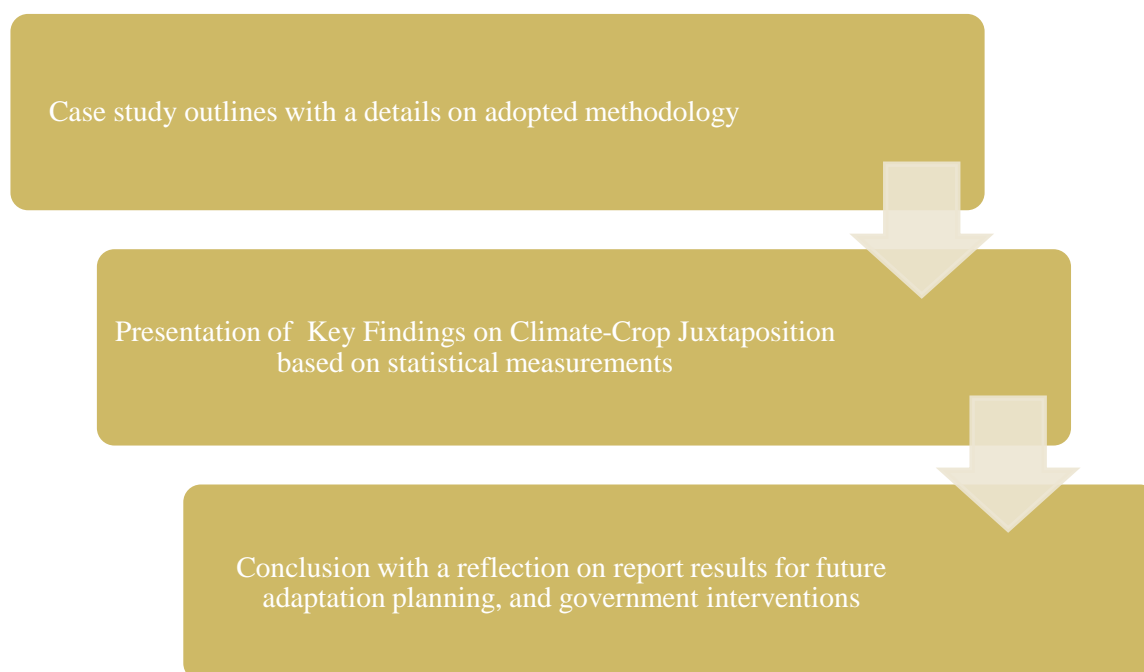 Case study outlines with a details on adopted methodology
Presentation of  Key Findings on Climate-Crop Juxtaposition
based on statistical measurements
Conclusion with a reflection on report results for future
adaptation planning, and government interventions